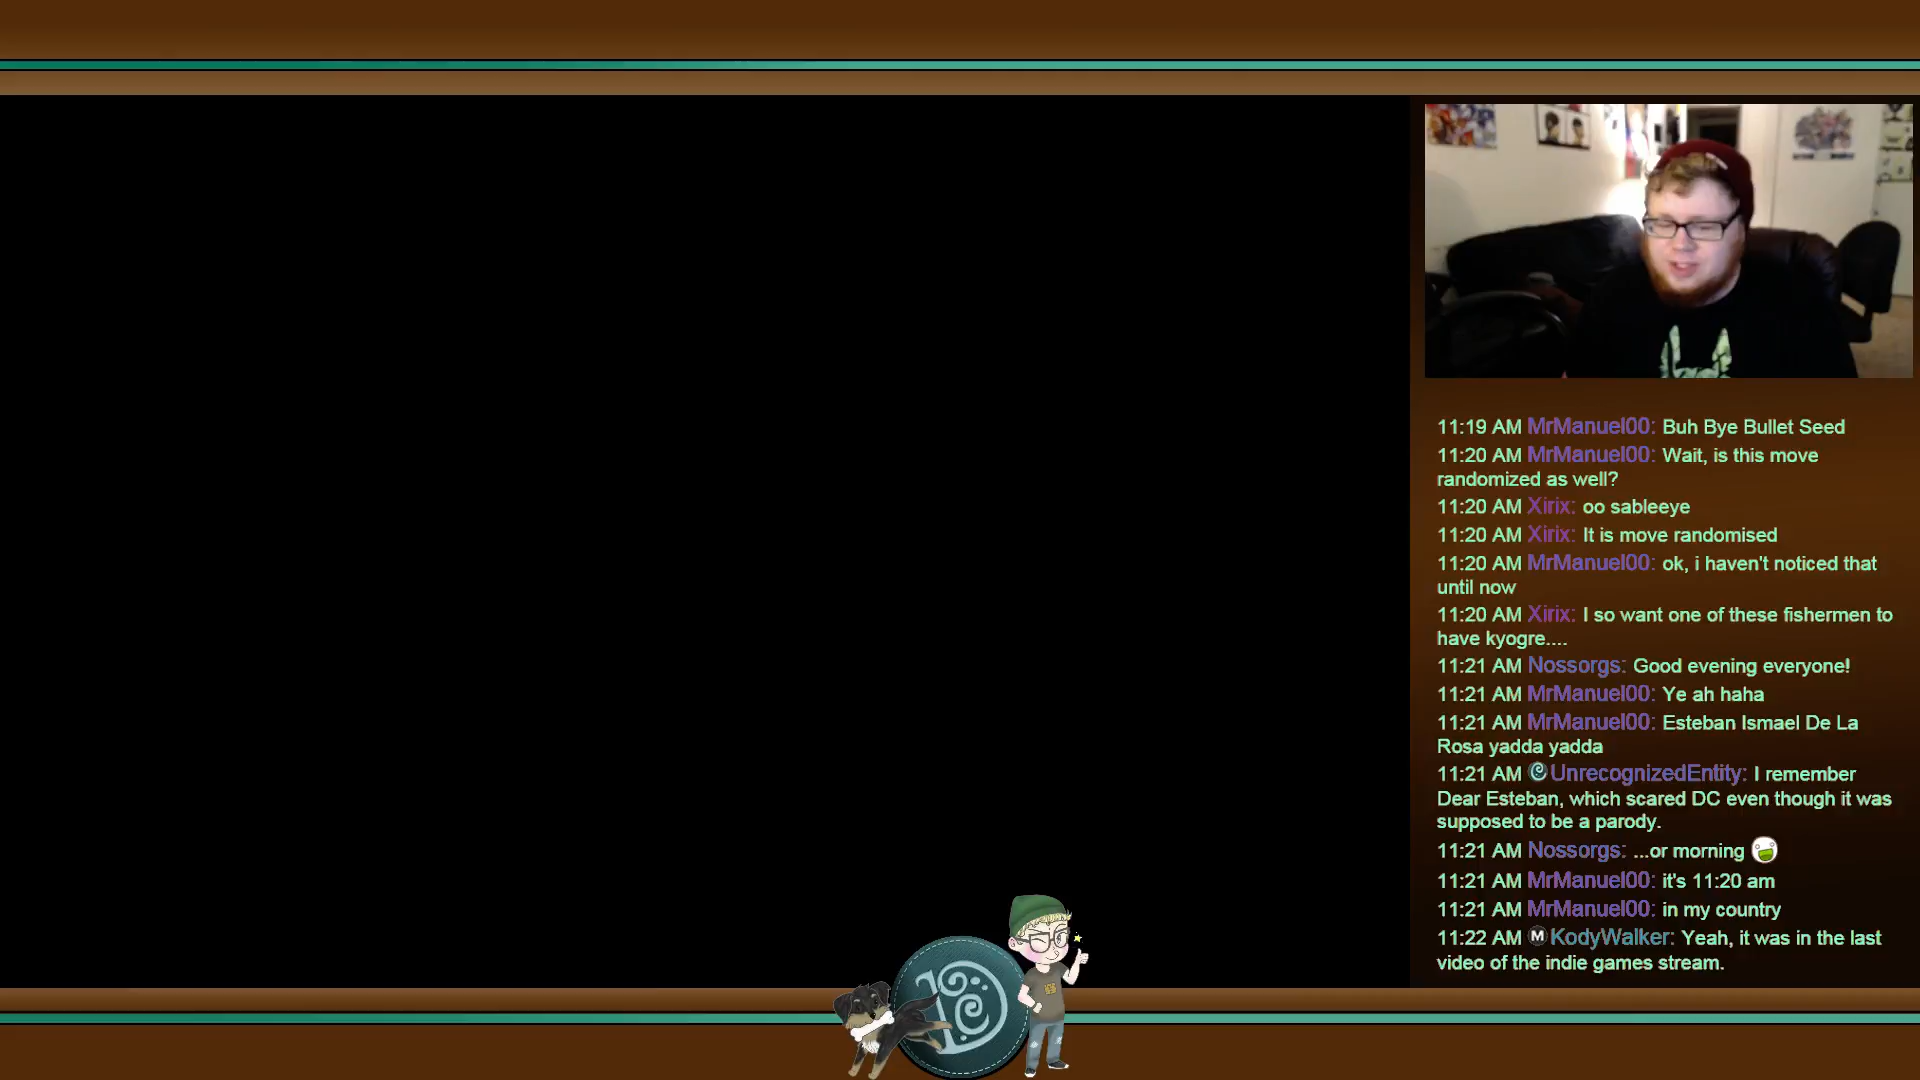 11:19 AM MrManuel00: Buh Bye Bullet Seed
11:20 AM MrManuel00: Wait, is this move
randomized as well?
11:20 AM Xirix: oo sableeye
11:20 AM Xirix: It is move randomised
11:20 AM MrManuel00: ok, i haven't noticed that
until now
11:20 AM Xirix: I so want one of these fishermen to
have kyogre....
11:21 AM Nossorgs: Good evening everyone!
11:21 AM MrManuel00: Ye ah haha
11:21 AM MrManuel00: Esteban Ismael De La
Rosa yadda yadda
11:21 AM UnrecognizedEntity: I remember
Dear Esteban, which scared DC even though it was
supposed to be a parody.
11:21 AM Nossorgs: ...or morning
11:21 AM MrManuel00: it's 11:20 am
11:21 AM MrManuel00: in my country
11:22 AM M KodyWalker: Yeah, it was in the last
video of the indie games stream.